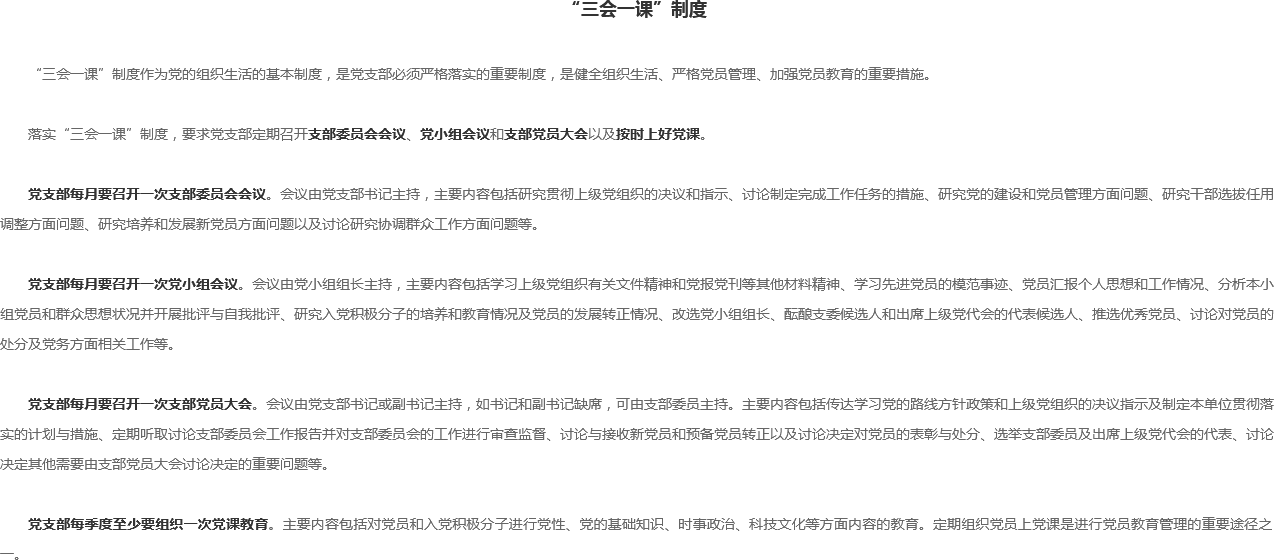 “三会一课”制度
“三会一课”制度作为党的组织生活的基本制度，是党支部必须严格落实的重要制度，是健全组织生活、严格党员管理、加强党员教育的重要措施。
落实“三会一课”制度，要求党支部定期召开支部委员会会议、党小组会议和支部党员大会以及按时上好党课。
党支部每月要召开一次支部委员会会议。会议由党支部书记主持，主要内容包括研究贯彻上级党组织的决议和指示、讨论制定完成工作任务的措施、研究党的建设和党员管理方面问题、研究干部选拔任用
调整方面问题、研究培养和发展新党员方面问题以及讨论研究协调群众工作方面问题等。
党支部每月要召开一次党小组会议。会议由党小组组长主持，主要内容包括学习上级党组织有关文件精神和党报党刊等其他材料精神、学习先进党员的模范事迹、党员汇报个人思想和工作情况、分析本小
组党员和群众思想状况并开展批评与自我批评、研究入党积极分子的培养和教育情况及党员的发展转正情况、改选党小组组长、酝酿支委候选人和出席上级党代会的代表候选人、推选优秀党员、讨论对党员的
处分及党务方面相关工作等。
党支部每月要召开一次支部党员大会。会议由党支部书记或副书记主持，如书记和副书记缺席，可由支部委员主持。主要内容包括传达学习党的路线方针政策和上级党组织的决议指示及制定本单位贯彻落
实的计划与措施、定期听取讨论支部委员会工作报告并对支部委员会的工作进行审查监督、讨论与接收新党员和预备党员转正以及讨论决定对党员的表彰与处分、选举支部委员及出席上级党代会的代表、讨论
决定其他需要由支部党员大会讨论决定的重要问题等。
党支部每季度至少要组织一次党课教育。主要内容包括对党员和入党积极分子进行党性、党的基础知识、时事政治、科技文化等方面内容的教育。定期组织党员上党课是进行党员教育管理的重要途径之
一。